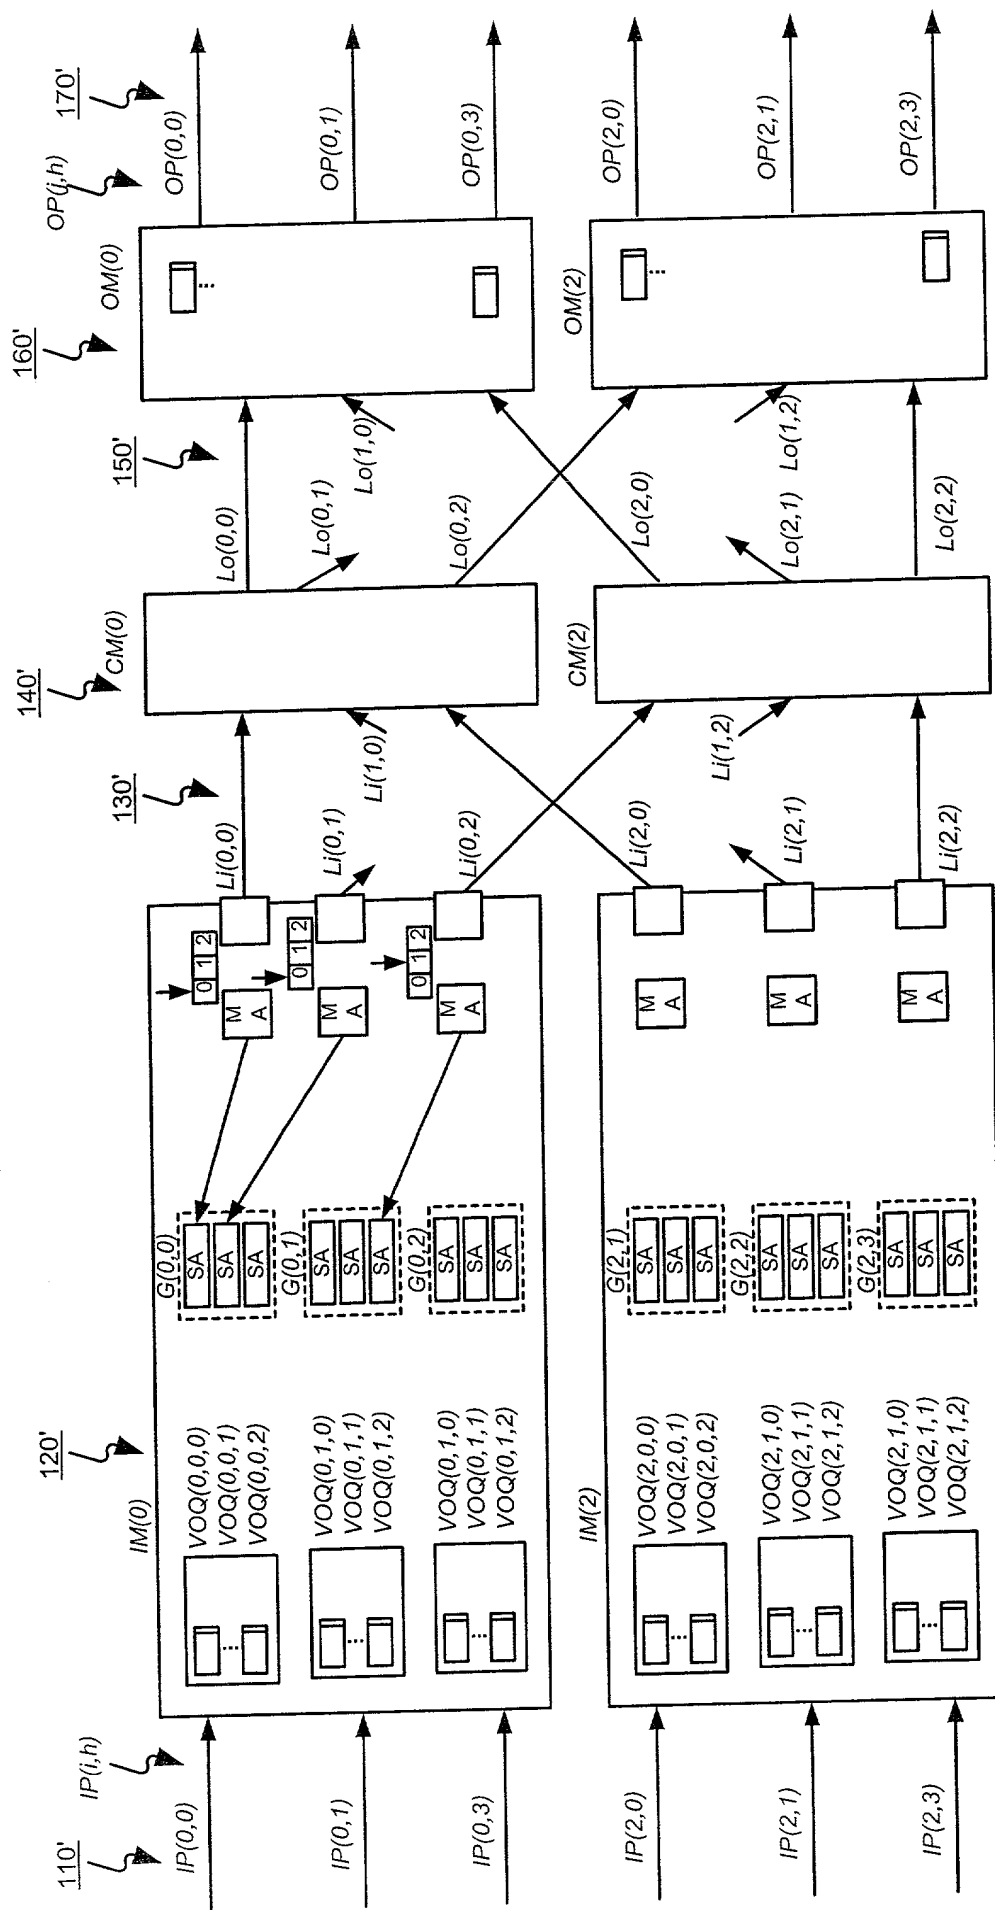 110'
IP(i,h)
IP(0,0)
IP(0,1)
IP(0,3)
IP(2,0)
IP(2,1)
IP(2,3)
120'
IM(0)
VOQ(0,0,0)
VOQ(0,0,1)
VOQ(0,0,2)
VOQ(0,1,0)
VOQ(0,1,1)
VOQ(0,1,2)
VOQ(0,1,0)
VOQ(0,1,1)
VOQ(0,1,2)
G(0,0)
SA
SA
SA
G(0,1)
SA
SA
SA
G(0,2)
SA
SA
SA
M
A
0 1 2
M
A
0 1 2
M
A
0 1 2
IM(2)
VOQ(2,0,0)
VOQ(2,0,1)
VOQ(2,0,2)
VOQ(2,1,0)
VOQ(2,1,1)
VOQ(2,1,2)
VOQ(2,1,0)
VOQ(2,1,1)
VOQ(2,1,2)
G(2,1)
SA
SA
SA
G(2,2)
SA
SA
SA
G(2,3)
SA
SA
SA
M
A
M
A
M
A
130'
Li(0,0)
Li(0,1)
Li(0,2)
Li(1,0)
Li(2,0)
Li(2,1)
Li(1,2)
Li(2,2)
140'
CM(0)
CM(2)
150'
Lo(0,0)
Lo(0,1)
Lo(0,2)
Lo(1,0)
Lo(2,0)
Lo(2,1)
Lo(1,2)
Lo(2,2)
160'
OM(0)
OM(2)
170'
OP(j,h)
OP(0,0)
OP(0,1)
OP(0,3)
OP(2,0)
OP(2,1)
OP(2,3)